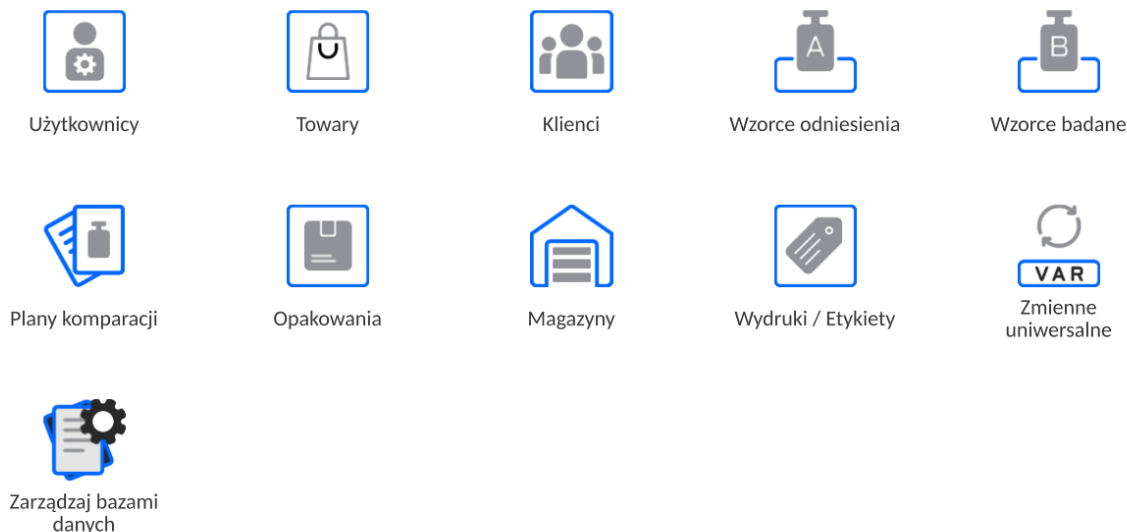 A
B
Użytkownicy
Towary
Klienci
Wzorce odniesienia
Wzorce badane
VAR
Plany komparacji
Opakowania
Magazyny
Wydruki / Etykiety
Zmienne
uniwersalne
Zarządzaj bazami
danych